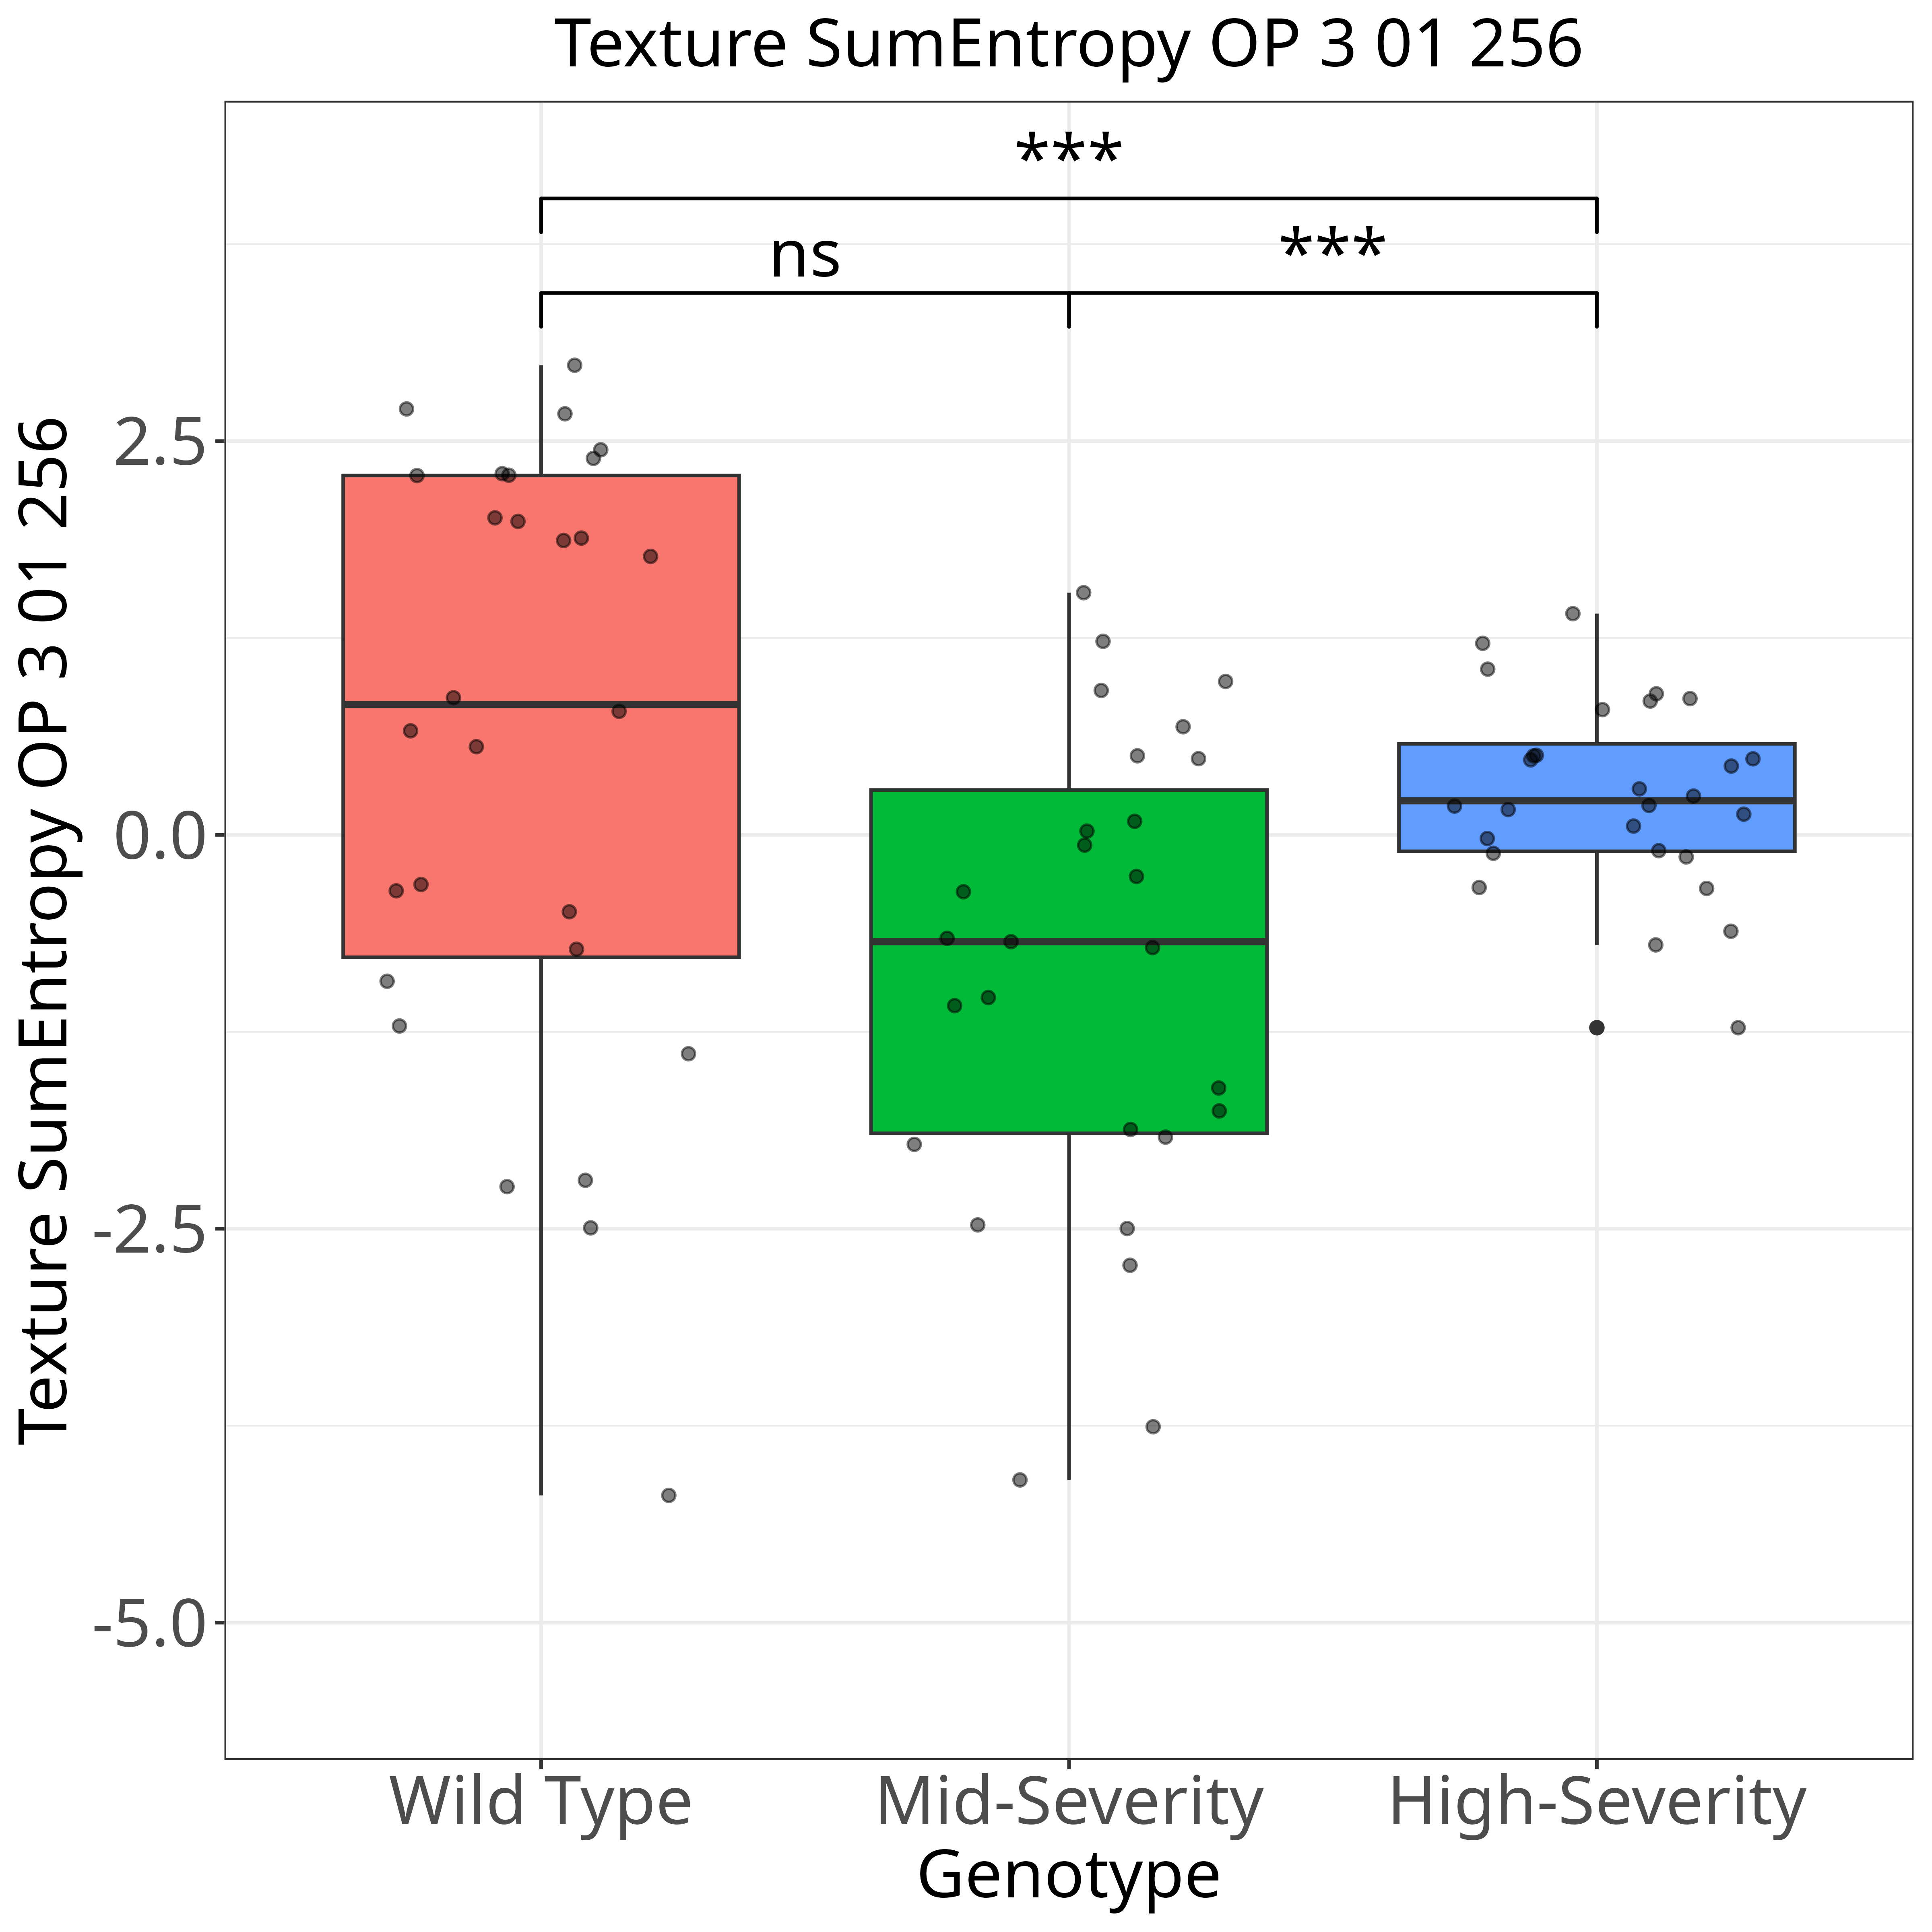 Texture SumEntropy OP 3 01 256
***
ns
***
Texture SumEntropy OP 3 01 256
2.5
0.0
-2.5
-5.0
Wild Type
Mid-Severity
High-Severity
Genotype